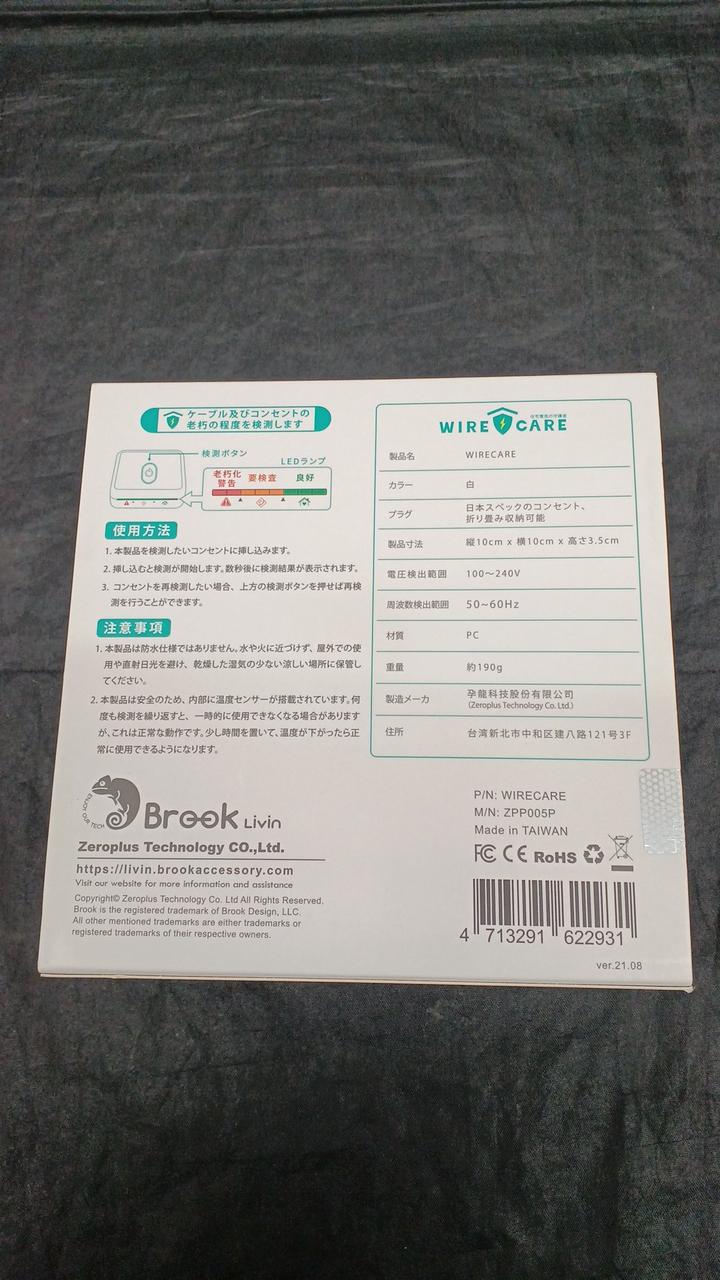 ケーブル及びコンセントの
老朽の程度を検測します
検測ボタン
LEDランプ
老朽化
警告
要検査
良好
使用方法
1. 本製品を検測したいコンセントに挿し込みます。
2. 挿し込むと検測が開始します。数秒後に検測結果が表示されます。
3. コンセントを再検測したい場合、上方の検測ボタンを押せば再検
測を行うことができます。
注意事項
1. 本製品は防水仕様ではありません。水や火に近づけず、屋外での使
用や直射日光を避け、乾燥した湿気の少ない涼しい場所に保管し
てください。
2. 本製品は安全のため、内部に温度センサーが搭載されています。何
度も検測を繰り返すと、一時的に使用できなくなる場合があります
が、これは正常な動作です。少し時間を置いて、温度が下がったら正
常に使用できるようになります。
WIRE CARE
製品名 WIRECARE
カラー 白
プラグ 日本スペックのコンセント、
折り畳み収納可能
製品寸法 縦10cm x 横10cm x 高さ3.5cm
電圧検出範囲 100～240V
周波数検出範囲 50~60Hz
材質 PC
重量 約190g
製造メーカ 孕龍科技股份有限公司
(Zeroplus Technology Co. Ltd.)
住所 台湾新北市中和区建八路121号3F
ENJOY OUR TECH
Brook Livin
Zeroplus Technology CO.,Ltd.
https://livin.brookaccessory.com
Visit our website for more information and assistance
Copyright© Zeroplus Technology Co. Ltd All Rights Reserved.
Brook is the registered trademark of Brook Design, LLC.
All other mentioned trademarks are either trademarks or
registered trademarks of their respective owners.
P/N: WIRECARE
M/N: ZPP005P
Made in TAIWAN
FC CE RoHS
4 713291 622931
ver.21.08